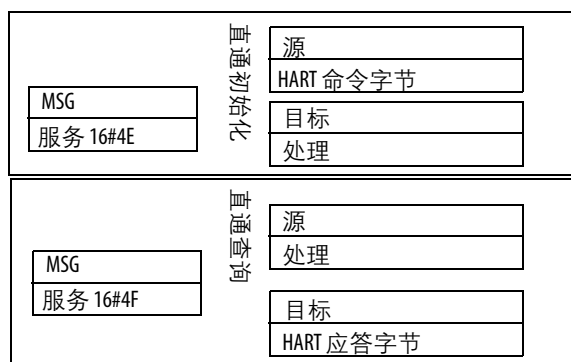 MSG
服务 16#4E
直通初始化
源
HART 命令字节
目标
处理
MSG
服务 16#4F
直通查询
源
处理
目标
HART 应答字节